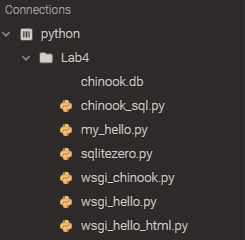 Connections
python
Lab4
chinook.db
chinook_sql.py
my_hello.py
sqlitezero.py
wsgi_chinook.py
wsgi_hello.py
wsgi_hello_html.py